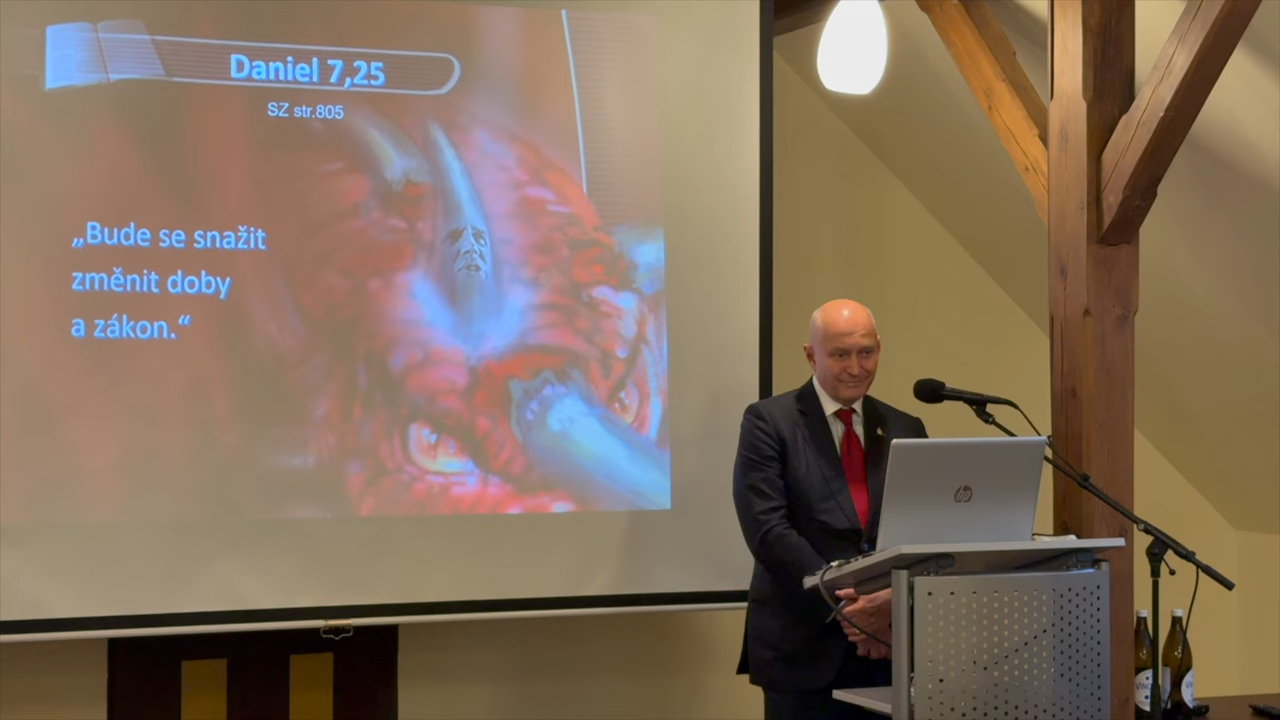 Daniel 7,25
SZ str.805
„Bude se snažit
změnit doby
a zákon.“
hp